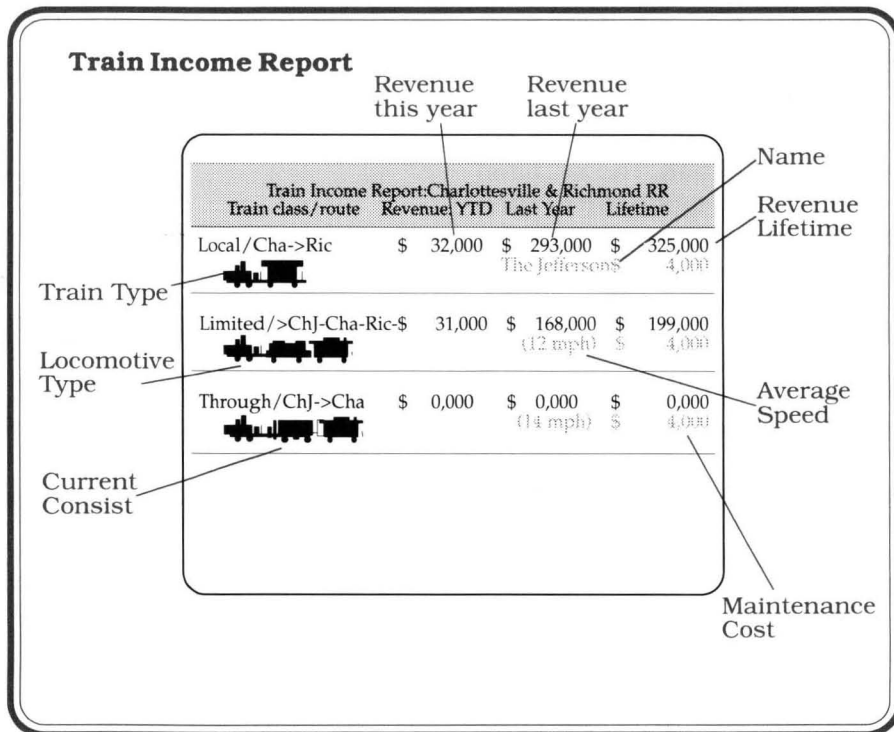 Train Income Report
Revenue this year
Revenue last year
Name
Revenue Lifetime
Train Income Report:Charlottesville & Richmond RR
Train class/route Revenue: YTD Last Year Lifetime
Local/Cha->Ric $ 32,000 $ 293,000 $ 325,000
The Jefferson$ 4,000
Train Type
Limited/>ChJ-Cha-Ric-$ 31,000 $ 168,000 $ 199,000
(12 mph) $ 4,000
Locomotive Type
Average Speed
Through/ChJ->Cha $ 0,000 $ 0,000 $ 0,000
(14 mph) $ 4,000
Current Consist
Maintenance Cost